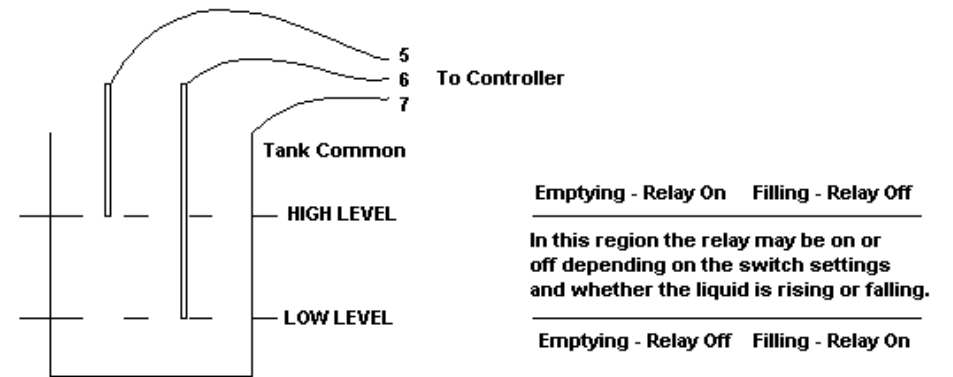 5
6 To Controller
7
Tank Common
HIGH LEVEL
LOW LEVEL
Emptying - Relay On Filling - Relay Off
In this region the relay may be on or
off depending on the switch settings
and whether the liquid is rising or falling.
Emptying - Relay Off Filling - Relay On